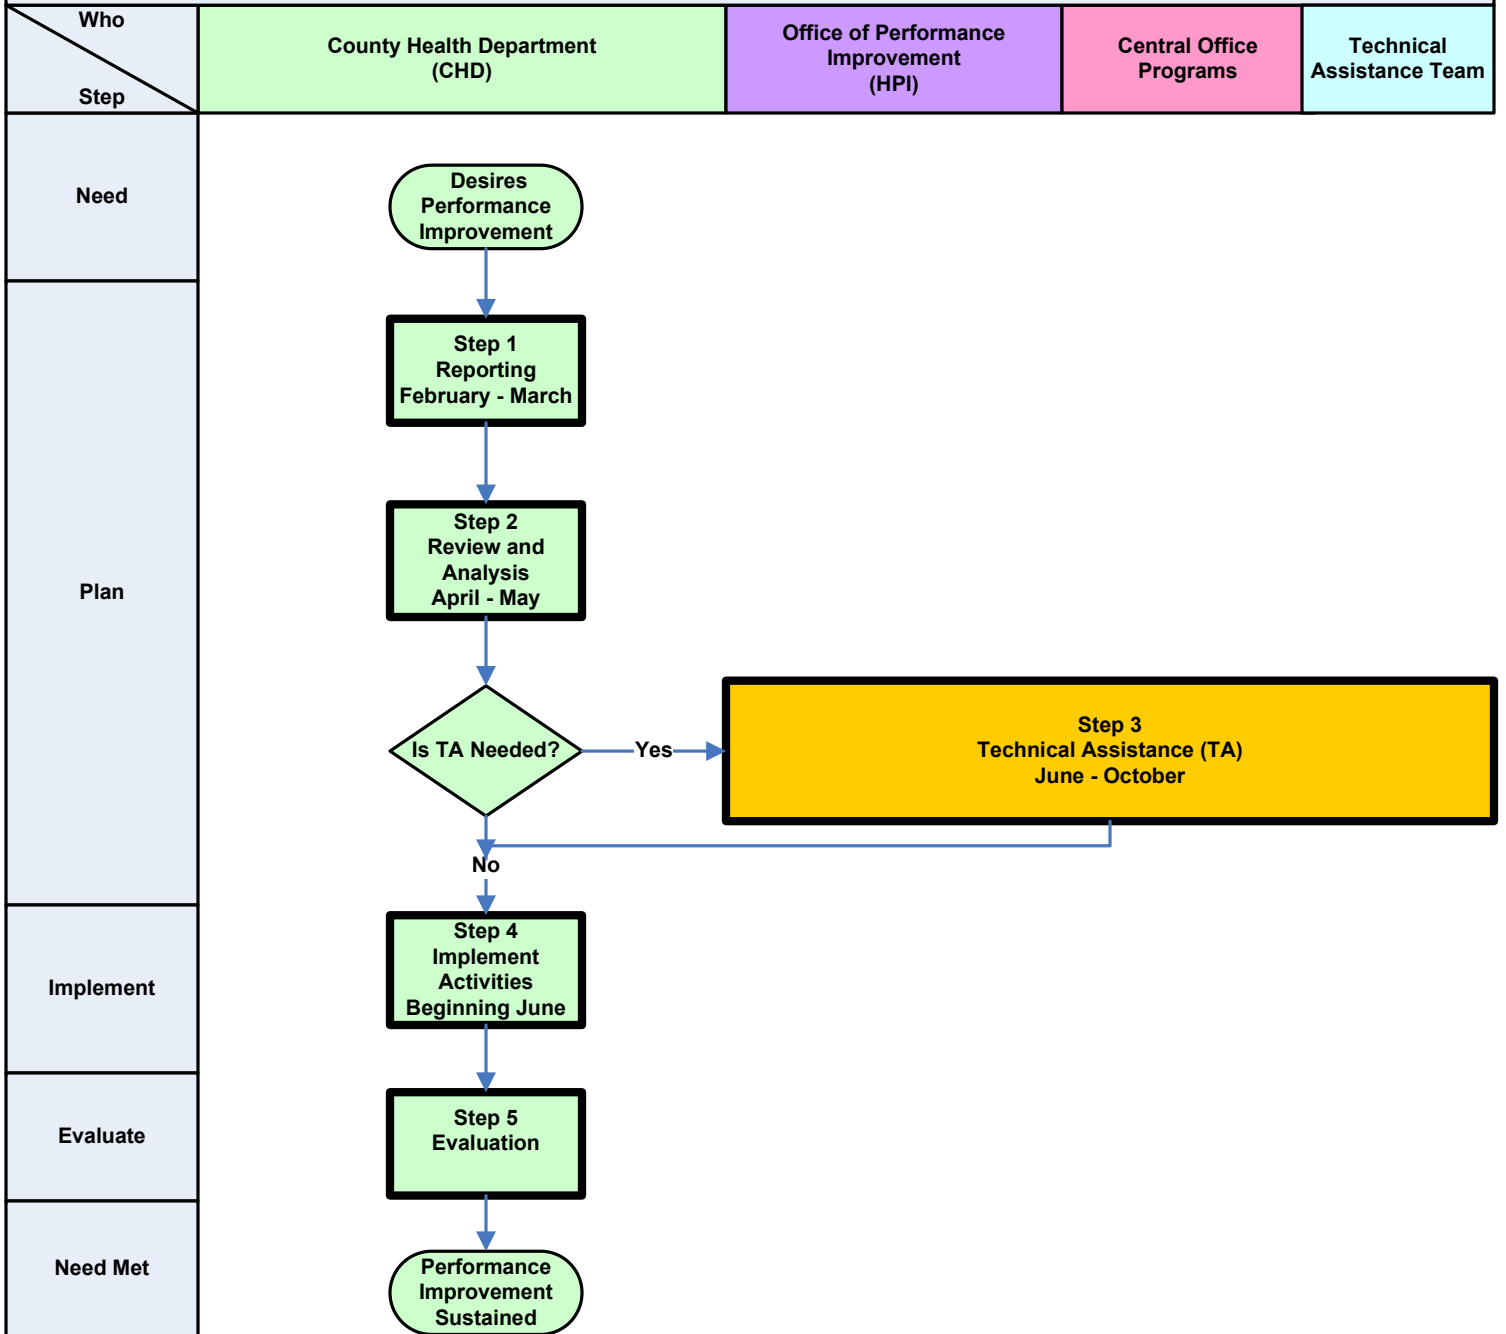 Who
Step
County Health Department
(CHD)
Office of Performance
Improvement
(HPI)
Central Office
Programs
Technical
Assistance Team
Need
Desires
Performance
Improvement
Plan
Step 1
Reporting
February - March
Step 2
Review and
Analysis
April - May
Is TA Needed?
Yes
Step 3
Technical Assistance (TA)
June - October
No
Implement
Step 4
Implement
Activities
Beginning June
Evaluate
Step 5
Evaluation
Need Met
Performance
Improvement
Sustained